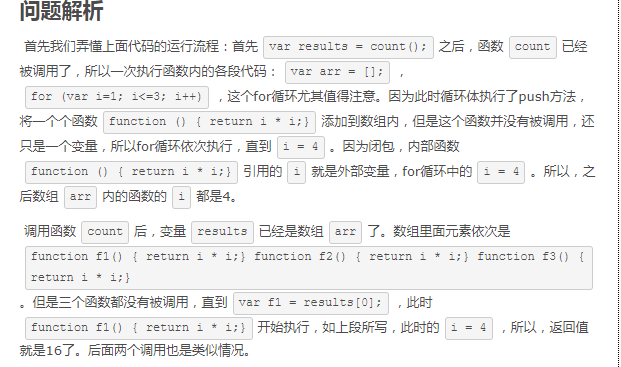 问题解析
首先我们弄懂上面代码的运行流程：首先 var results = count(); 之后，函数 count 已经
被调用了，所以一次执行函数内的各段代码： var arr = []; ，
for (var i=1; i<=3; i++) ，这个for循环尤其值得注意。因为此时循环体执行了push方法，
将一个个函数 function () { return i * i;} 添加到数组内，但是这个函数并没有被调用，还
只是一个变量，所以for循环依次执行，直到 i = 4 。因为闭包，内部函数
function () { return i * i;} 引用的 i 就是外部变量，for循环中的 i = 4 。所以，之
后数组 arr 内的函数的 i 都是4。
调用函数 count 后，变量 results 已经是数组 arr 了。数组里面元素依次是
function f1() { return i * i;} function f2() { return i * i;} function f3() {
return i * i;}
。但是三个函数都没有被调用，直到 var f1 = results[0]; ，此时
function f1() { return i * i;} 开始执行，如上段所写，此时的 i = 4 ，所以，返回值
就是16了。后面两个调用也是类似情况。